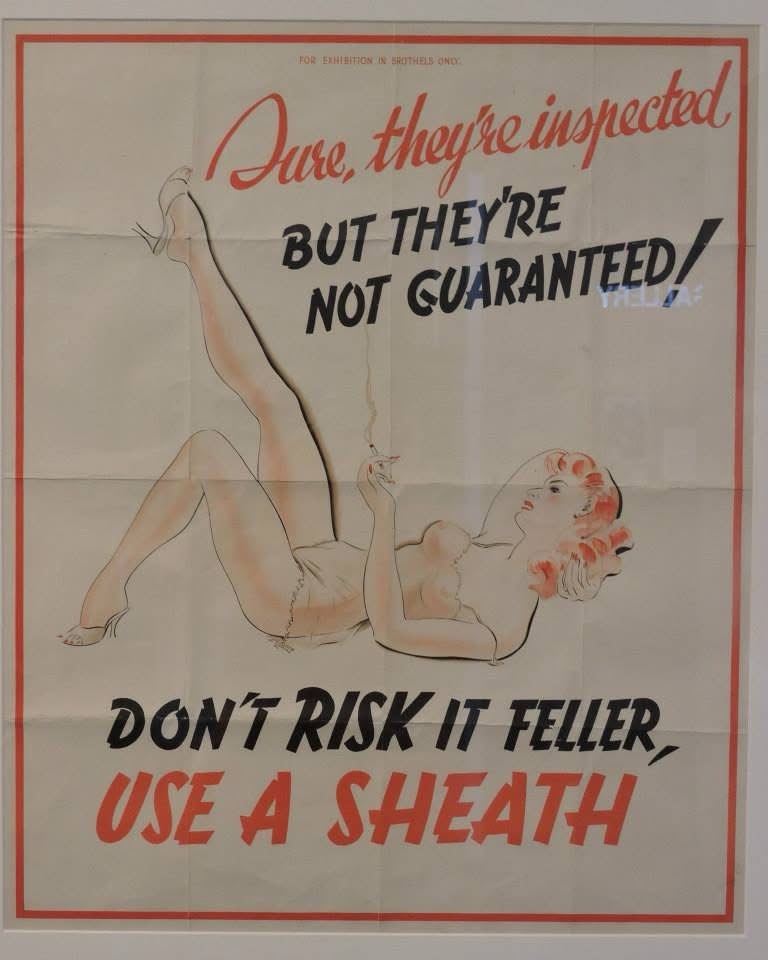 FOR EXHIBITION IN BROTHELS ONLY.
Sure, they're inspected
BUT THEY'RE
NOT GUARANTEED!
DON'T RISK IT FELLER,
USE A SHEATH